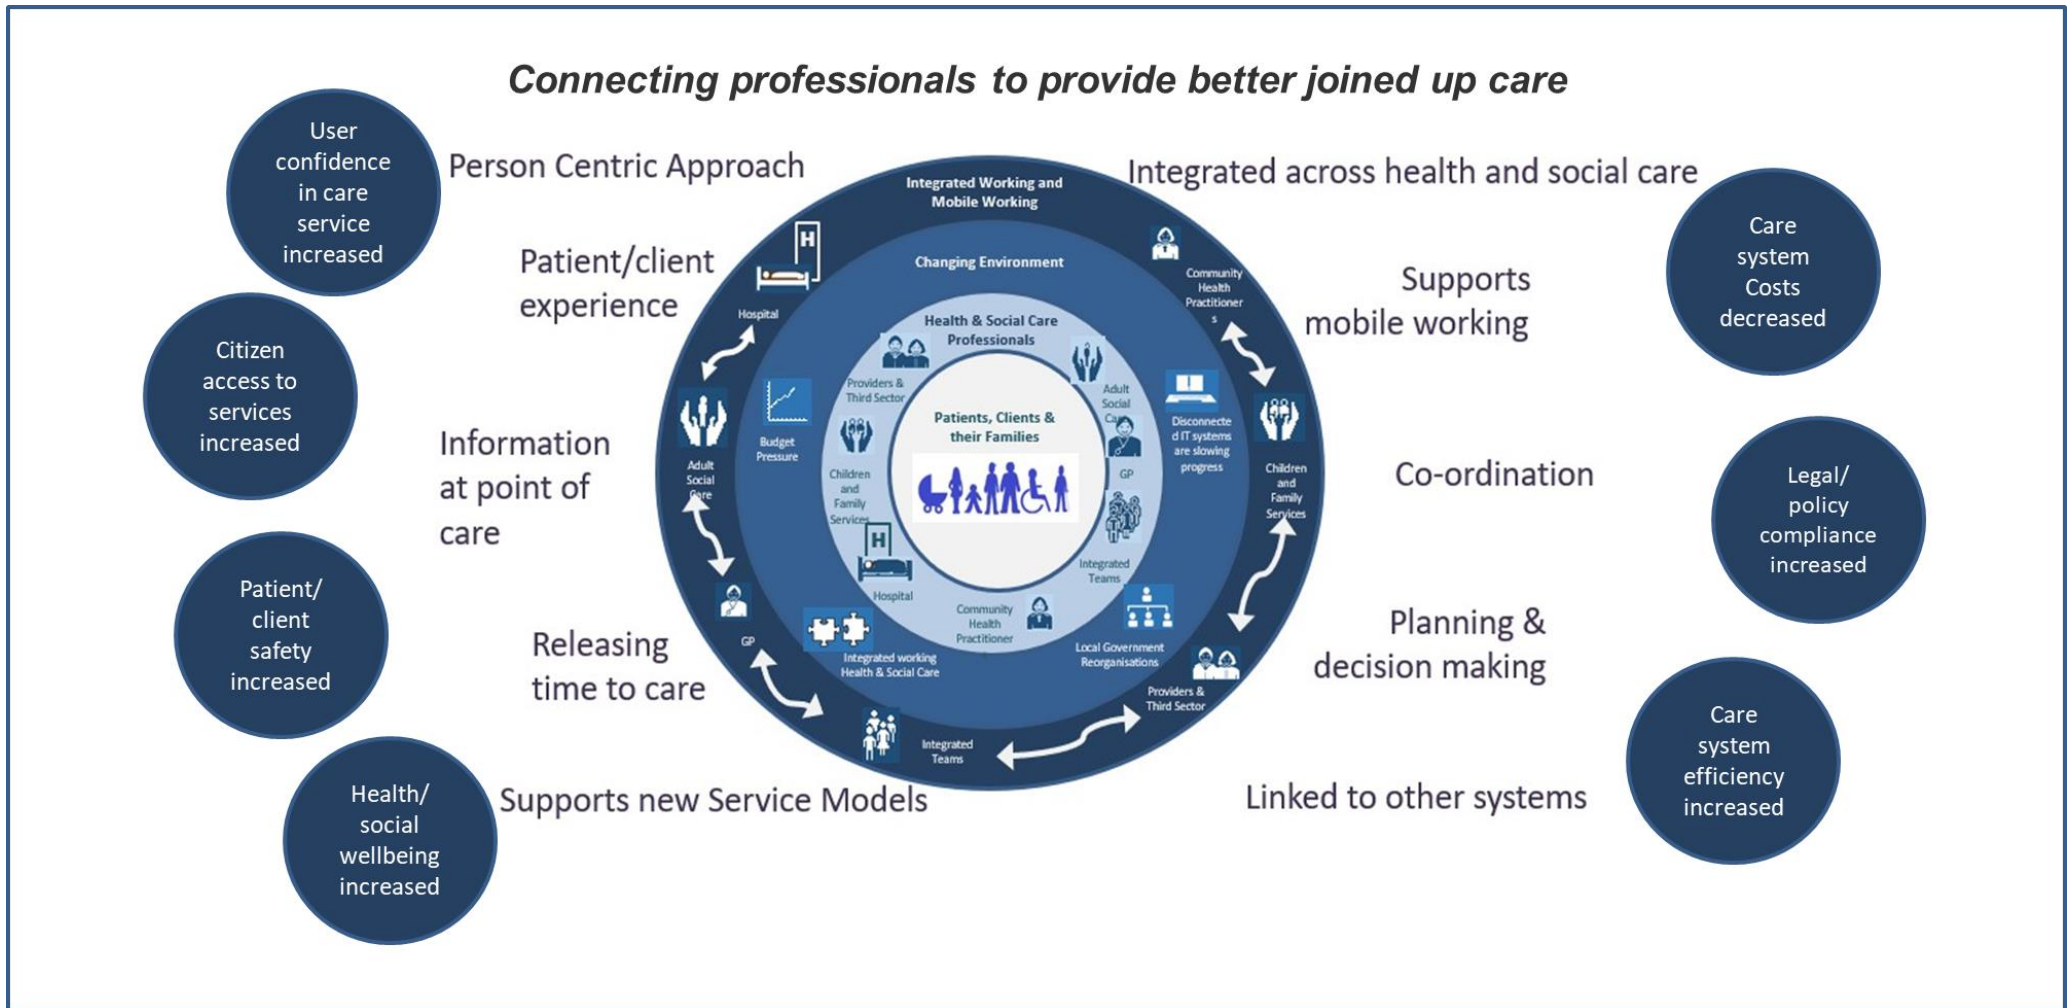 Connecting professionals to provide better joined up care
User
confidence
in care
service
increased
Citizen
access to
services
increased
Patient/
client
safety
increased
Health/
social
wellbeing
increased
Person Centric Approach
Patient/client
experience
Information
at point of
care
Releasing
time to care
Supports new Service Models
Integrated Working and
Mobile Working
H
Hospital
Adult
Social
Care
GP
Integrated
Teams
Providers &
Third Sector
Children
and
Family
Services
Community
Health
Practitioner
s
Changing Environment
Budget
Pressure
Integrated working
Health & Social Care
Local Government
Reorganisations
Disconnecte
d IT systems
are slowing
progress
Health & Social Care
Professionals
Providers &
Third Sector
Children
and
Family
Services
H
Hospital
Community
Health
Practitioner
Integrated
Teams
GP
Adult
Social
Care
Patients, Clients &
their Families
Integrated across health and social care
Supports
mobile working
Co-ordination
Planning &
decision making
Linked to other systems
Care
system
Costs
decreased
Legal/
policy
compliance
increased
Care
system
efficiency
increased